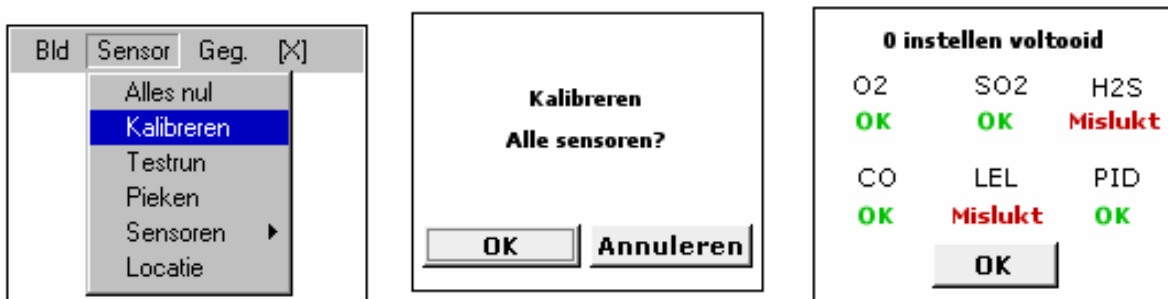 Bld Sensor Geg. [X]
Alles nul
Kalibreren
Testrun
Pieken
Sensoren
Locatie
Kalibreren
Alle sensoren?
OK Annuleren
0 instellen voltooid
O2 SO2 H2S
OK OK Mislukt
CO LEL PID
OK Mislukt OK
OK